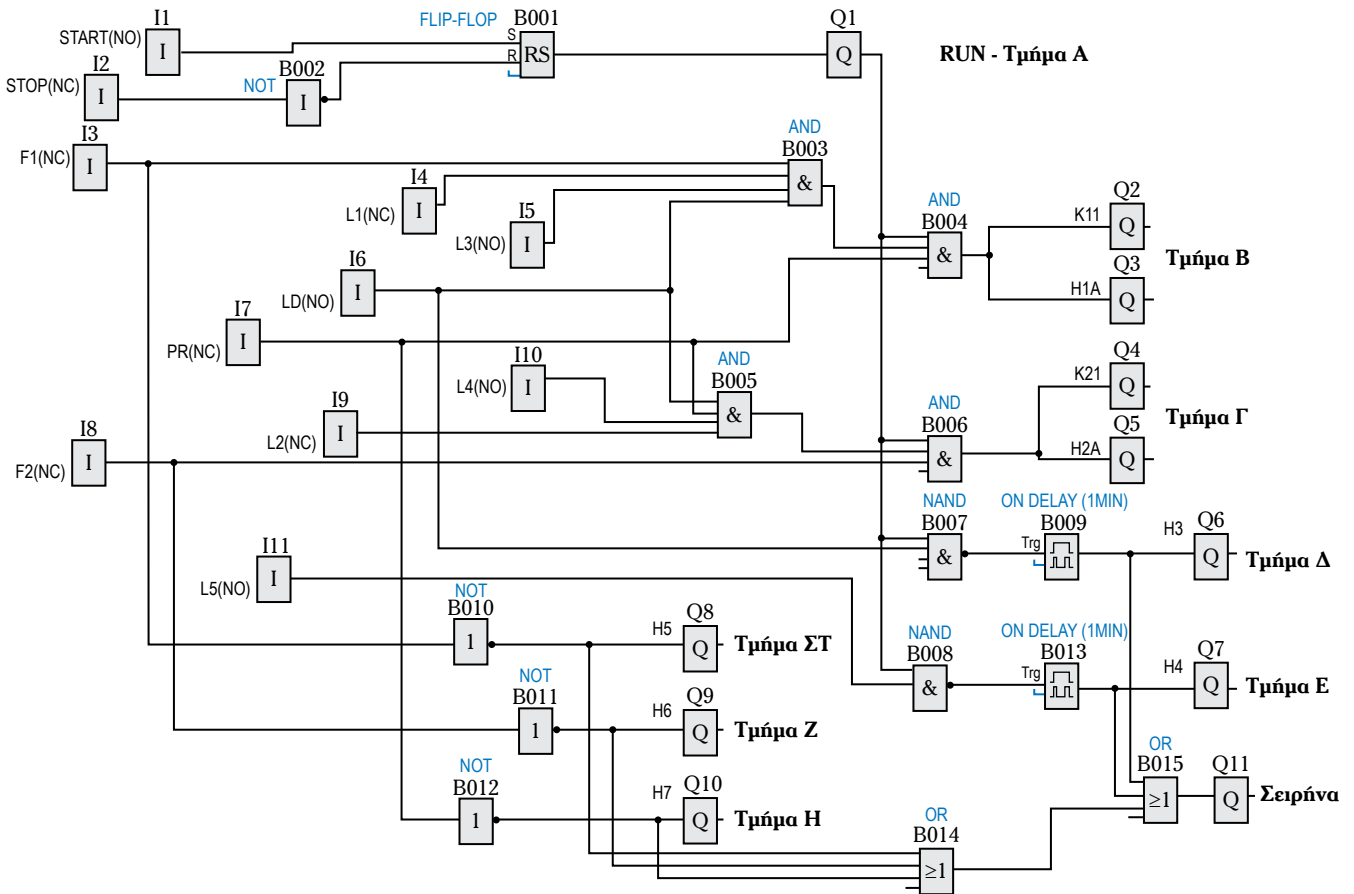 I1
START(NO)
I
FLIP-FLOP
B001
S
R
RS
Q1
Q
RUN - Τμήμα Α
I2
STOP(NC)
I
NOT
B002
I
I3
F1(NC)
I
AND
B003
&
I4
L1(NC)
I
I5
L3(NO)
I
AND
B004
&
K11
Q2
Q
Τμήμα Β
H1A
Q3
Q
I6
LD(NO)
I
I7
PR(NC)
I
I10
L4(NO)
I
AND
B005
&
K21
Q4
Q
Τμήμα Γ
H2A
Q5
Q
I9
L2(NC)
I
AND
B006
&
I8
F2(NC)
I
NAND
B007
&
ON DELAY (1MIN)
B009
Trg
H3
Q6
Q
Τμήμα Δ
I11
L5(NO)
I
NOT
B010
1
H5
Q8
Q
Τμήμα ΣΤ
NAND
B008
&
ON DELAY (1MIN)
B013
Trg
H4
Q7
Q
Τμήμα Ε
NOT
B011
1
H6
Q9
Q
Τμήμα Ζ
NOT
B012
1
H7
Q10
Q
Τμήμα Η
OR
B015
≥1
Q11
Q
Σειρήνα
OR
B014
≥1